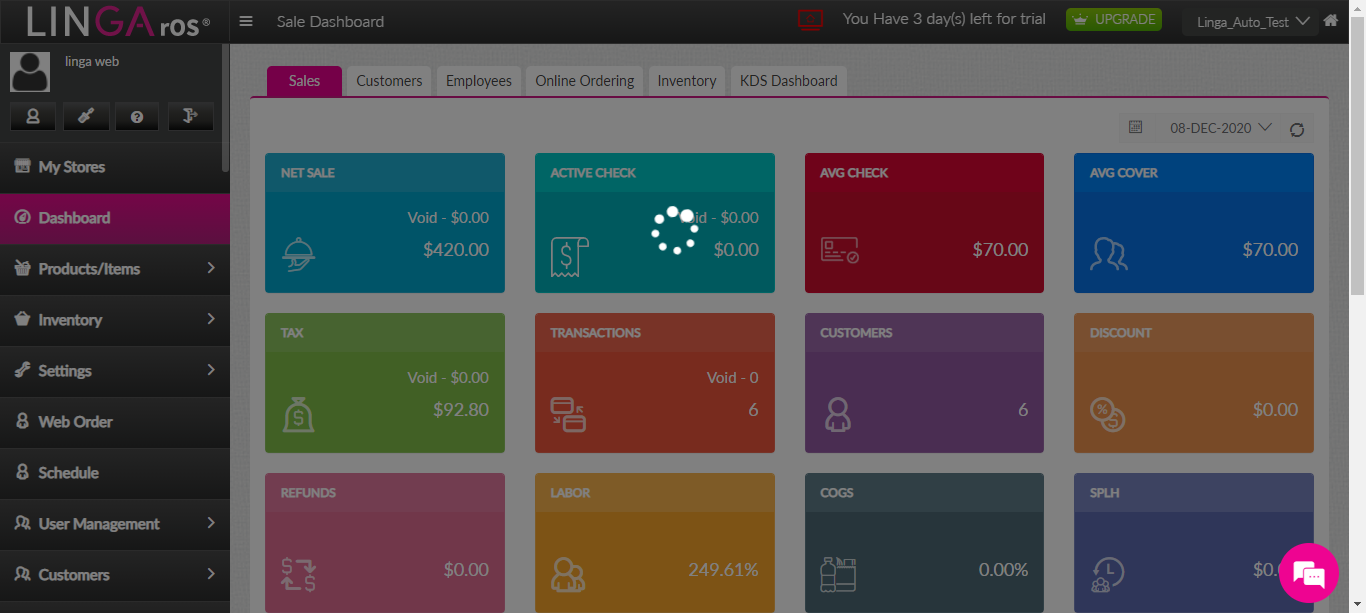 LINGA ros®
Sale Dashboard
You Have 3 day(s) left for trial
UPGRADE
Linga_Auto_Test
linga web
My Stores
Dashboard
Products/Items
Inventory
Settings
Web Order
Schedule
User Management
Customers
Sales
Customers
Employees
Online Ordering
Inventory
KDS Dashboard
08-DEC-2020
NET SALE
Void - $0.00
$420.00
ACTIVE CHECK
- $0.00
$0.00
AVG CHECK
$70.00
AVG COVER
$70.00
TAX
Void - $0.00
$92.80
TRANSACTIONS
Void - 0
6
CUSTOMERS
6
DISCOUNT
$0.00
REFUNDS
$0.00
LABOR
249.61%
COGS
0.00%
SPLH